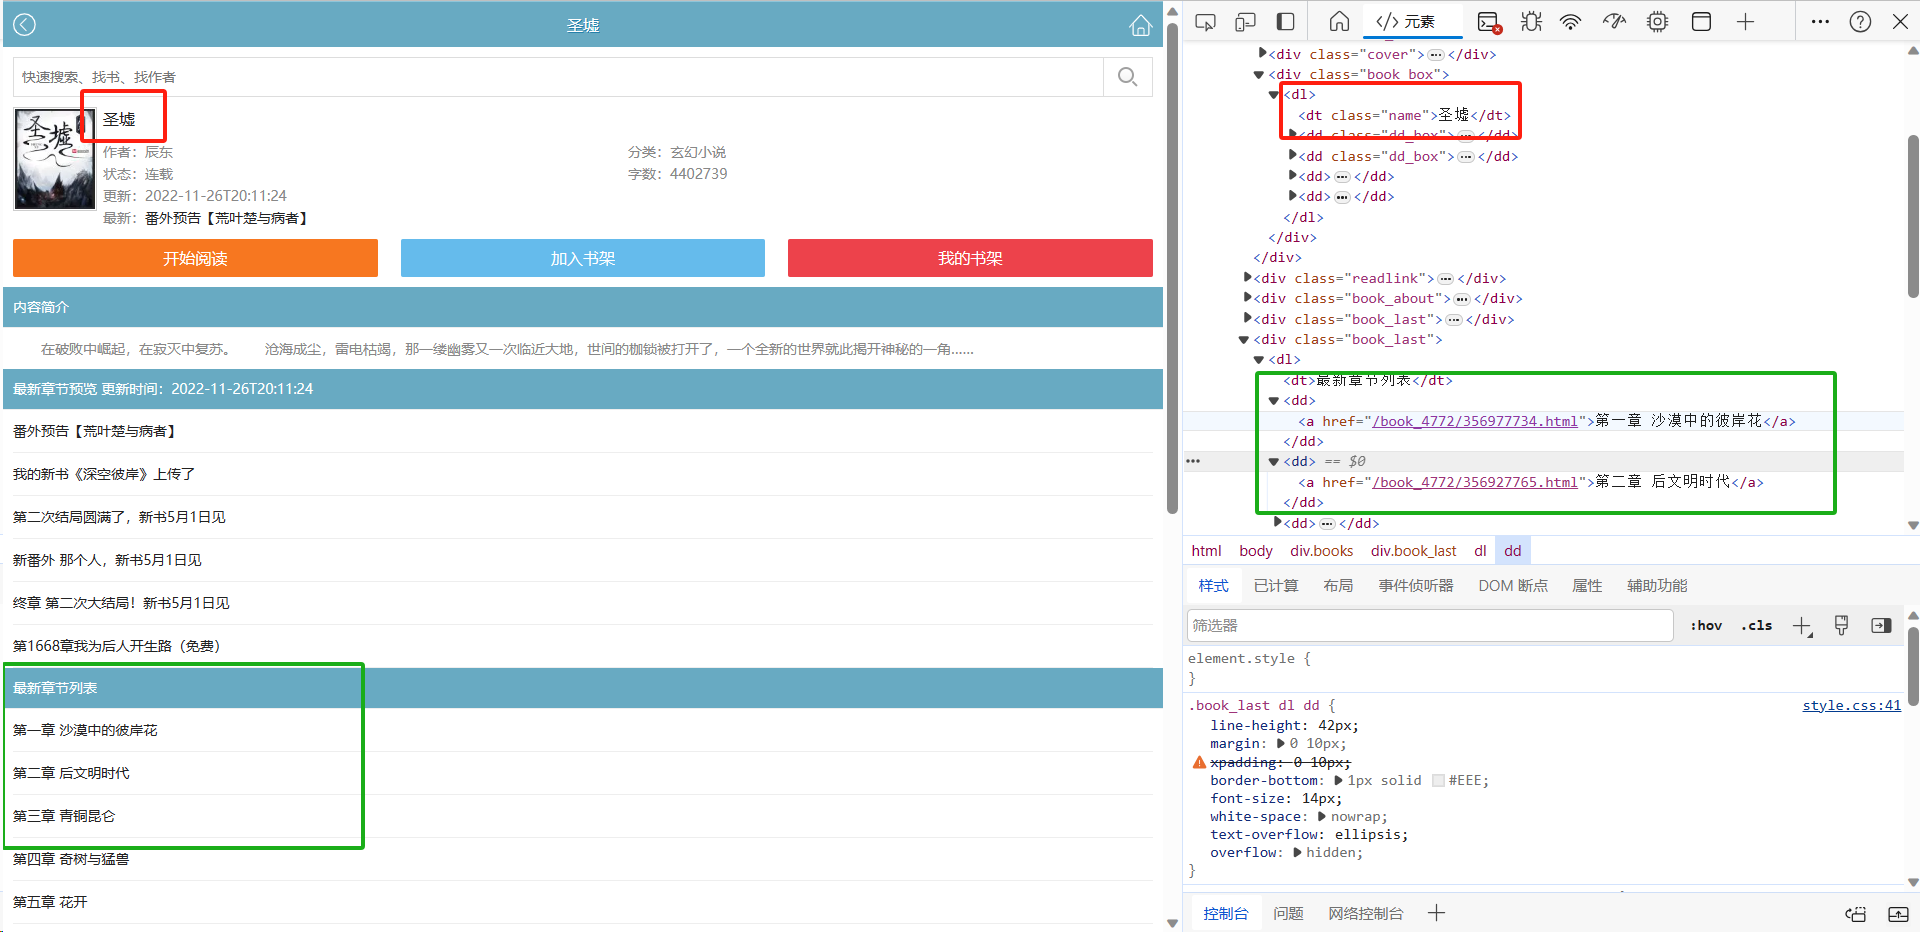 圣墟
快速搜索、找书、找作者
圣墟
作者：辰东
分类：玄幻小说
状态：连载
字数：4402739
更新：2022-11-26T20:11:24
最新：番外预告【荒叶楚与病者】
开始阅读
加入书架
我的书架
内容简介
在破败中崛起，在寂灭中复苏。 沧海成尘，雷电枯竭，那一缕幽雾又一次临近大地，世间的枷锁被打开了，一个全新的世界就此揭开神秘的一角......
最新章节预览 更新时间：2022-11-26T20:11:24
番外预告【荒叶楚与病者】
我的新书《深空彼岸》上传了
第二次结局圆满了，新书5月1日见
新番外 那个人，新书5月1日见
终章 第二次大结局！新书5月1日见
第1668章我为后人开生路（免费）
最新章节列表
第一章 沙漠中的彼岸花
第二章 后文明时代
第三章 青铜昆仑
第四章 奇树与猛兽
第五章 花开
元素
<div class="cover">…</div>
<div class="book_box">
<dl>
<dt class="name">圣墟</dt>
<dd class="dd_box">…</dd>
<dd class="dd_box">…</dd>
<dd>…</dd>
<dd>…</dd>
</dl>
</div>
</div>
<div class="readlink">…</div>
<div class="book_about">…</div>
<div class="book_last">…</div>
<div class="book_last">
<dl>
<dt>最新章节列表</dt>
<dd>
<a href="/book_4772/356977734.html">第一章 沙漠中的彼岸花</a>
</dd>
<dd> == $0
<a href="/book_4772/356927765.html">第二章 后文明时代</a>
</dd>
<dd>…</dd>
html body div.books div.book_last dl dd
样式 已计算 布局 事件侦听器 DOM 断点 属性 辅助功能
筛选器
:hov .cls
element.style {
}
.book_last dl dd {
style.css:41
line-height: 42px;
margin: 0 10px;
xpadding: 0 10px;
border-bottom: 1px solid #EEE;
font-size: 14px;
white-space: nowrap;
text-overflow: ellipsis;
overflow: hidden;
}
控制台 问题 网络控制台